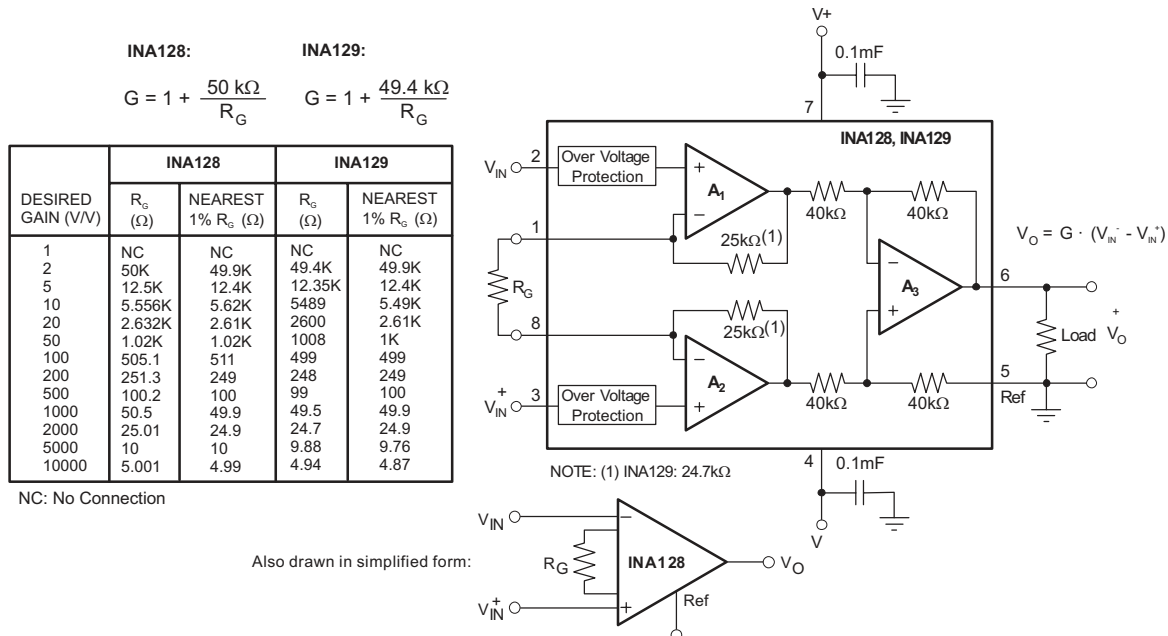 INA128: INA129:
G = 1 + 50 kΩ / R_G G = 1 + 49.4 kΩ / R_G
INA128 INA129
DESIRED GAIN (V/V) R_G (Ω) NEAREST 1% R_G (Ω) R_G (Ω) NEAREST 1% R_G (Ω)
1 NC NC NC NC
2 50K 49.9K 49.4K 49.9K
5 12.5K 12.4K 12.35K 12.4K
10 5.556K 5.62K 5489 5.49K
20 2.632K 2.61K 2600 2.61K
50 1.02K 1.02K 1008 1K
100 505.1 511 499 499
200 251.3 249 248 249
500 100.2 100 99 100
1000 50.5 49.9 49.5 49.9
2000 25.01 24.9 24.7 24.9
5000 10 10 9.88 9.76
10000 5.001 4.99 4.94 4.87
NC: No Connection
V+
0.1mF
7
INA128, INA129
V_IN 2 Over Voltage
Protection
A_1
+
−
40kΩ 40kΩ
1
25kΩ(1)
R_G
A_3
−
+
6
V_O = G · (V_IN^- - V_IN^+)
8
25kΩ(1)
Load
+
V_O
A_2
−
+
V_IN^+ 3 Over Voltage
Protection
40kΩ 40kΩ
5
Ref
4
0.1mF
V
NOTE: (1) INA129: 24.7kΩ
Also drawn in simplified form:
V_IN
−
R_G
INA128
V_O
V_IN^+
+
Ref